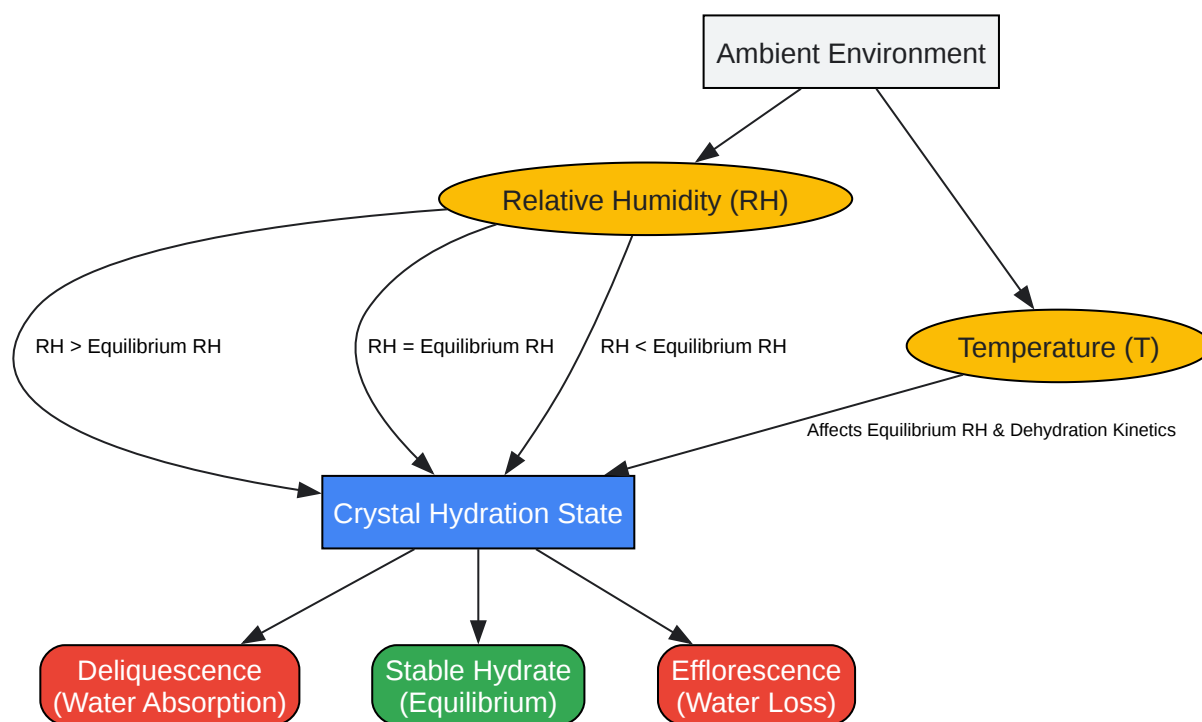 Ambient Environment
Relative Humidity (RH)
RH > Equilibrium RH
RH = Equilibrium RH
RH < Equilibrium RH
Temperature (T)
Affects Equilibrium RH & Dehydration Kinetics
Crystal Hydration State
Deliquescence
(Water Absorption)
Stable Hydrate
(Equilibrium)
Efflorescence
(Water Loss)